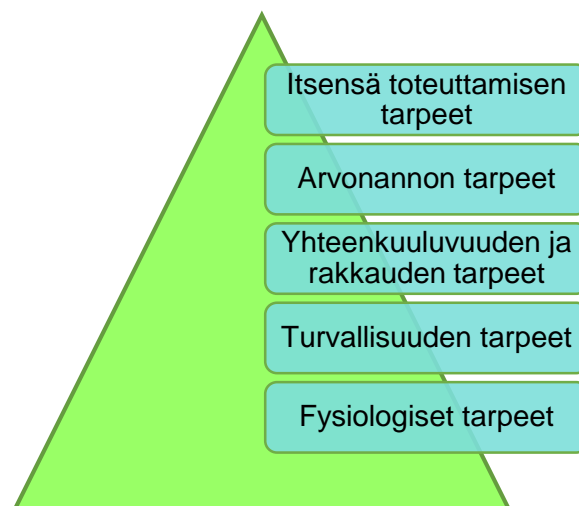 Itsensä toteuttamisen
tarpeet
Arvonannon tarpeet
Yhteenkuuluvuuden ja
rakkauden tarpeet
Turvallisuuden tarpeet
Fysiologiset tarpeet